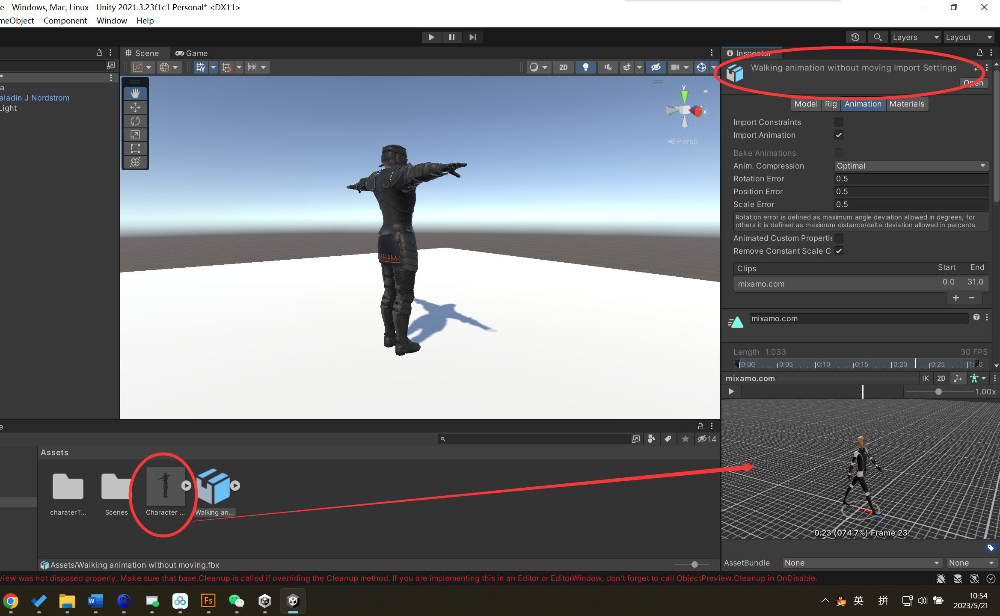 e - Windows, Mac, Linux - Unity 2021.3.23f1c1 Personal* <DX11>
meObject Component Window Help
Layers Layout
Scene Game
Inspector
2D
Walking animation without moving Import Settings
Open
*
a
aladin J Nordstrom
Light
y
x
Persp
Model Rig Animation Materials
Import Constraints
Import Animation
Bake Animations
Anim. Compression Optimal
Rotation Error 0.5
Position Error 0.5
Scale Error 0.5
Rotation error is defined as maximum angle deviation allowed in degrees, for
others it is defined as maximum distance/delta deviation allowed in percents
Animated Custom Propertie
Remove Constant Scale C
Clips Start End
mixamo.com 0.0 31.0
+ -
mixamo.com
Length 1.033 30 FPS
0:00 0:05 0:10 0:15 0:20 0:25
mixamo.com IK 2D
1.00x
0:23 (074.7%) Frame 23
AssetBundle None None
e
14
Assets
charaterT...
Scenes
Character ...
Walking an...
Assets/Walking animation without moving.fbx
view was not disposed properly. Make sure that base.Cleanup is called if overriding the Cleanup method. If you are implementing this in an Editor or EditorWindow, don't forget to call ObjectPreview.Cleanup in OnDisable.
W
Fs
英 拼
10:54
2023/5/21